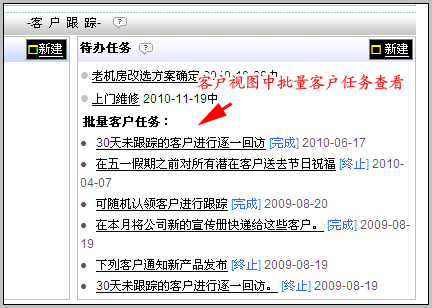 -客 户 跟 踪- ?
新建
待办任务 ?
新建
老机房改选方案确定
客户视图中批量客户任务查看
上门维修 2010-11-19中
批量客户任务：
30天未跟踪的客户进行逐一回访 [完成] 2010-06-17
在五一假期之前对所有潜在客户送去节日祝福 [终止] 2010-
04-07
可随机认领客户进行跟踪 [完成] 2009-08-20
在本月将公司新的宣传册快递给这些客户。 [完成] 2009-08-
19
下列客户通知新产品发布 [终止] 2009-08-19
30天未跟踪的客户进行逐一回访。 [终止] 2009-08-19